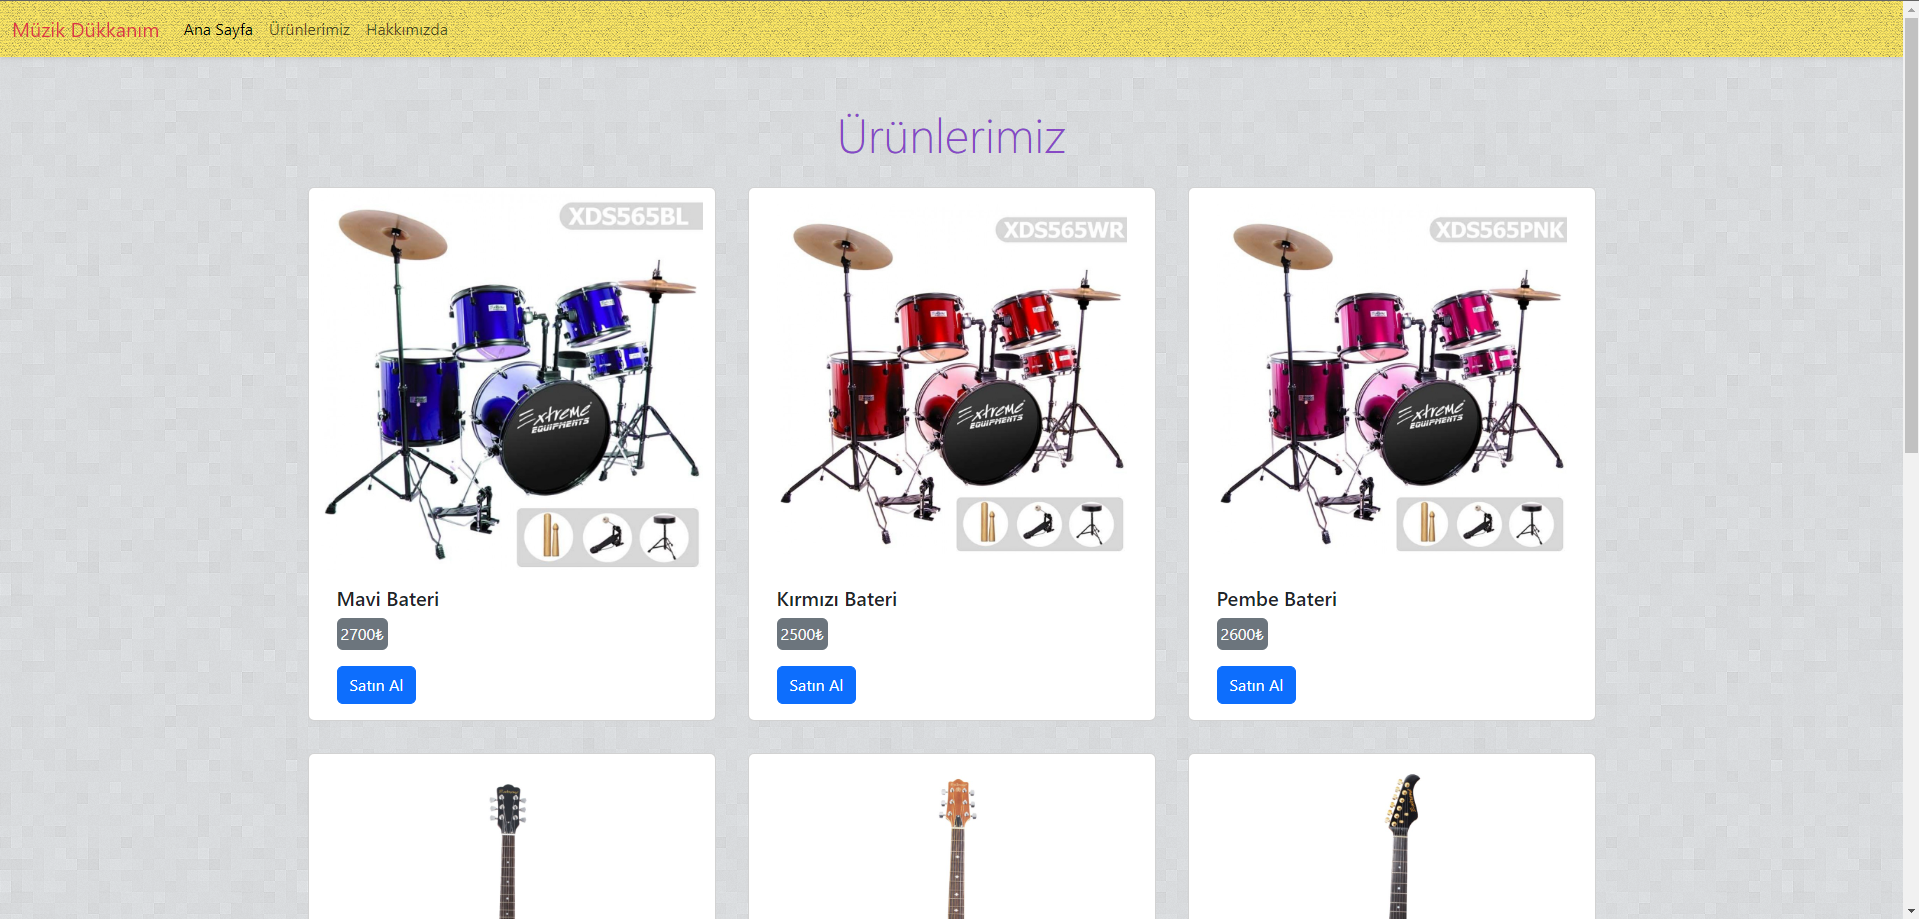 Müzik Dükkanım Ana Sayfa Ürünlerimiz Hakkımızda
Ürünlerimiz
XDS565BL
Extreme
EQUIPMENTS
Mavi Bateri
2700₺
Satın Al
XDS565WR
Extreme
EQUIPMENTS
Kırmızı Bateri
2500₺
Satın Al
XDS565PNK
Extreme
EQUIPMENTS
Pembe Bateri
2600₺
Satın Al